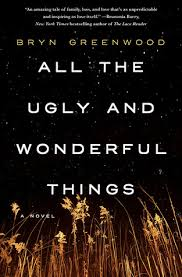 "An amazing tale of family, loss, and love that's as unpredictable
and inspiring as love itself." —Brunonia Barry,
New York Times bestselling author of The Lace Reader
BRYN GREENWOOD
ALL THE
UGLY AND
WONDERFUL
THINGS
A NOVEL